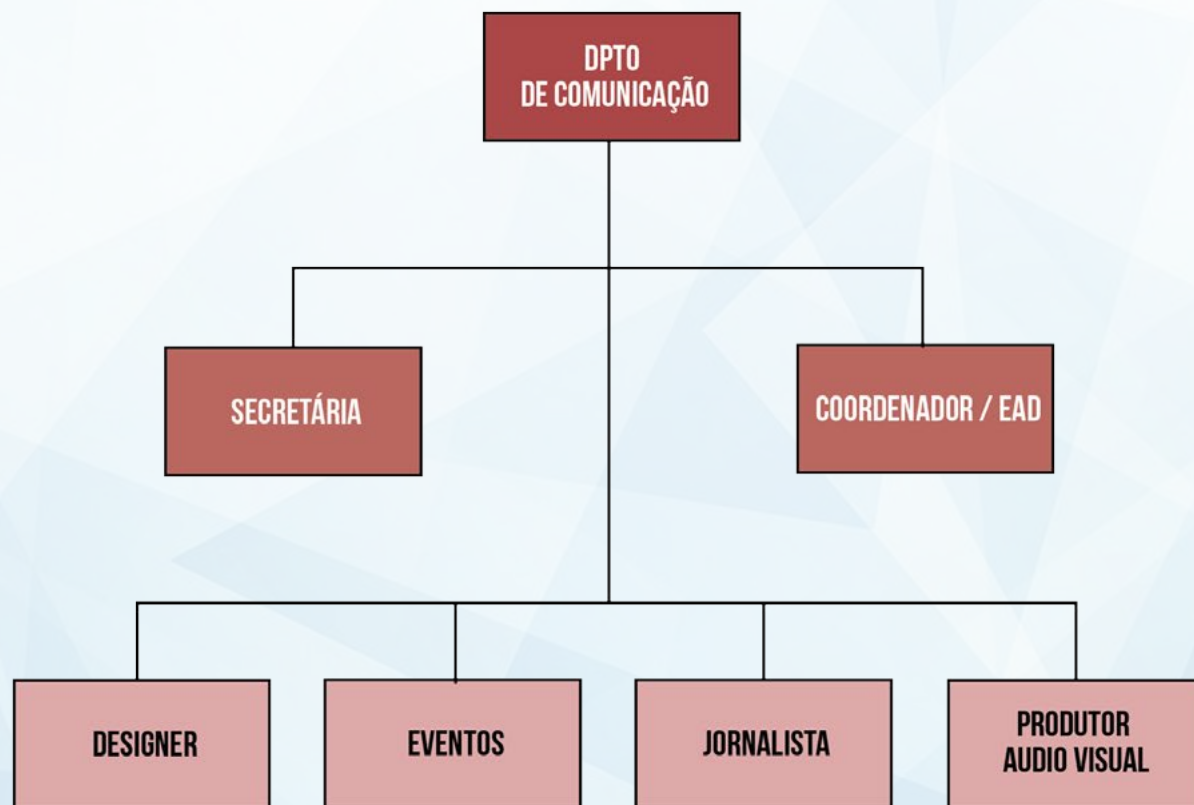 DPTO
DE COMUNICAÇÃO
SECRETÁRIA
COORDENADOR / EAD
DESIGNER
EVENTOS
JORNALISTA
PRODUTOR
AUDIO VISUAL